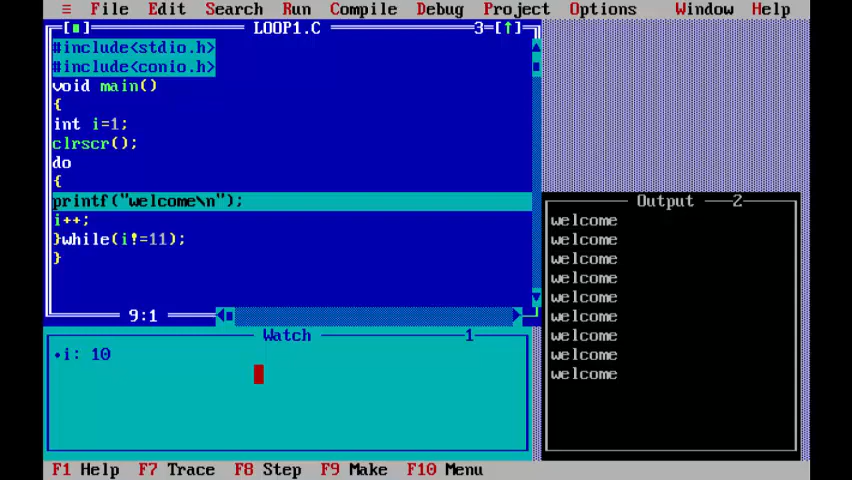 ≡ File Edit Search Run Compile Debug Project Options Window Help
[■] LOOP1.C 3=[↑]
#include<stdio.h>
#include<conio.h>
void main()
{
int i=1;
clrscr();
do
{
printf("welcome\n");
i++;
}while(i!=11);
}
9:1
Output 2
welcome
welcome
welcome
welcome
welcome
welcome
welcome
welcome
welcome
Watch 1
•i: 10
F1 Help F7 Trace F8 Step F9 Make F10 Menu